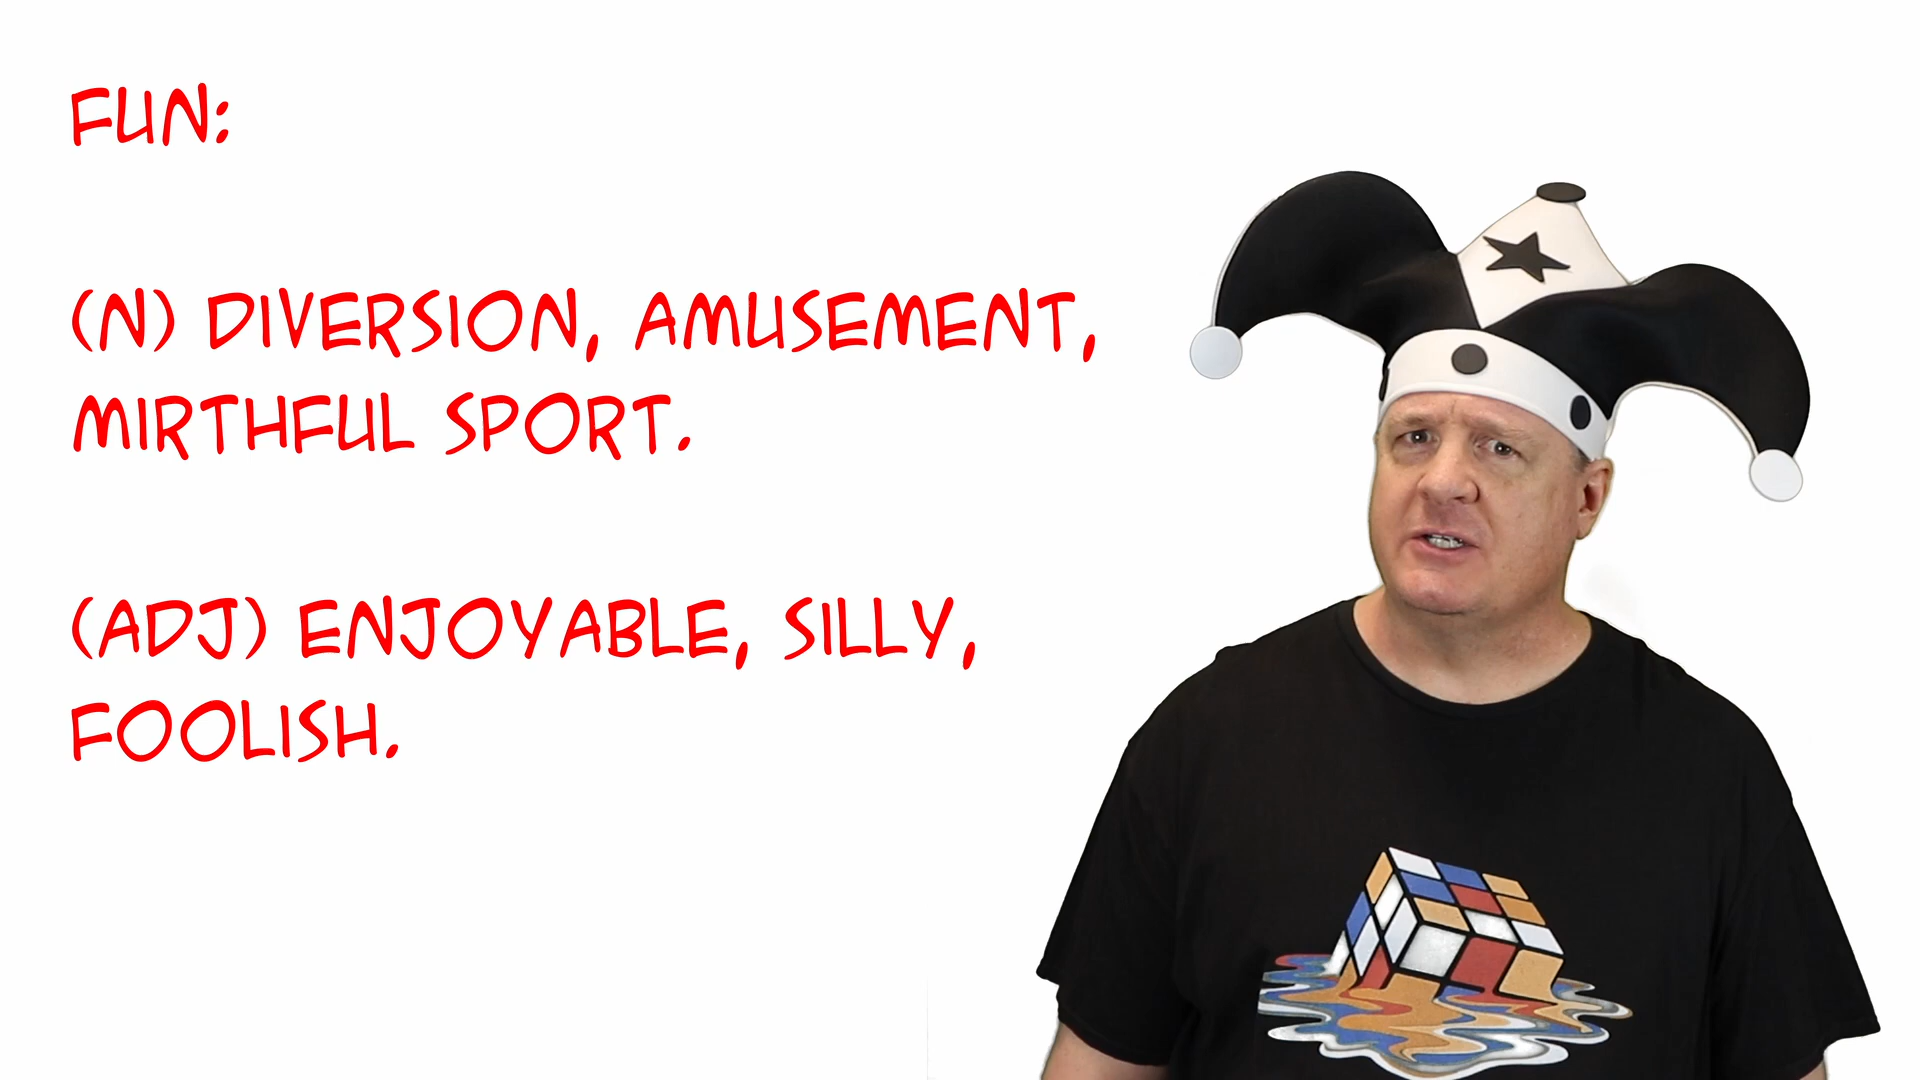 FUN:
(N) DIVERSION, AMUSEMENT,
MIRTHFUL SPORT.
(ADJ) ENJOYABLE, SILLY,
FOOLISH.